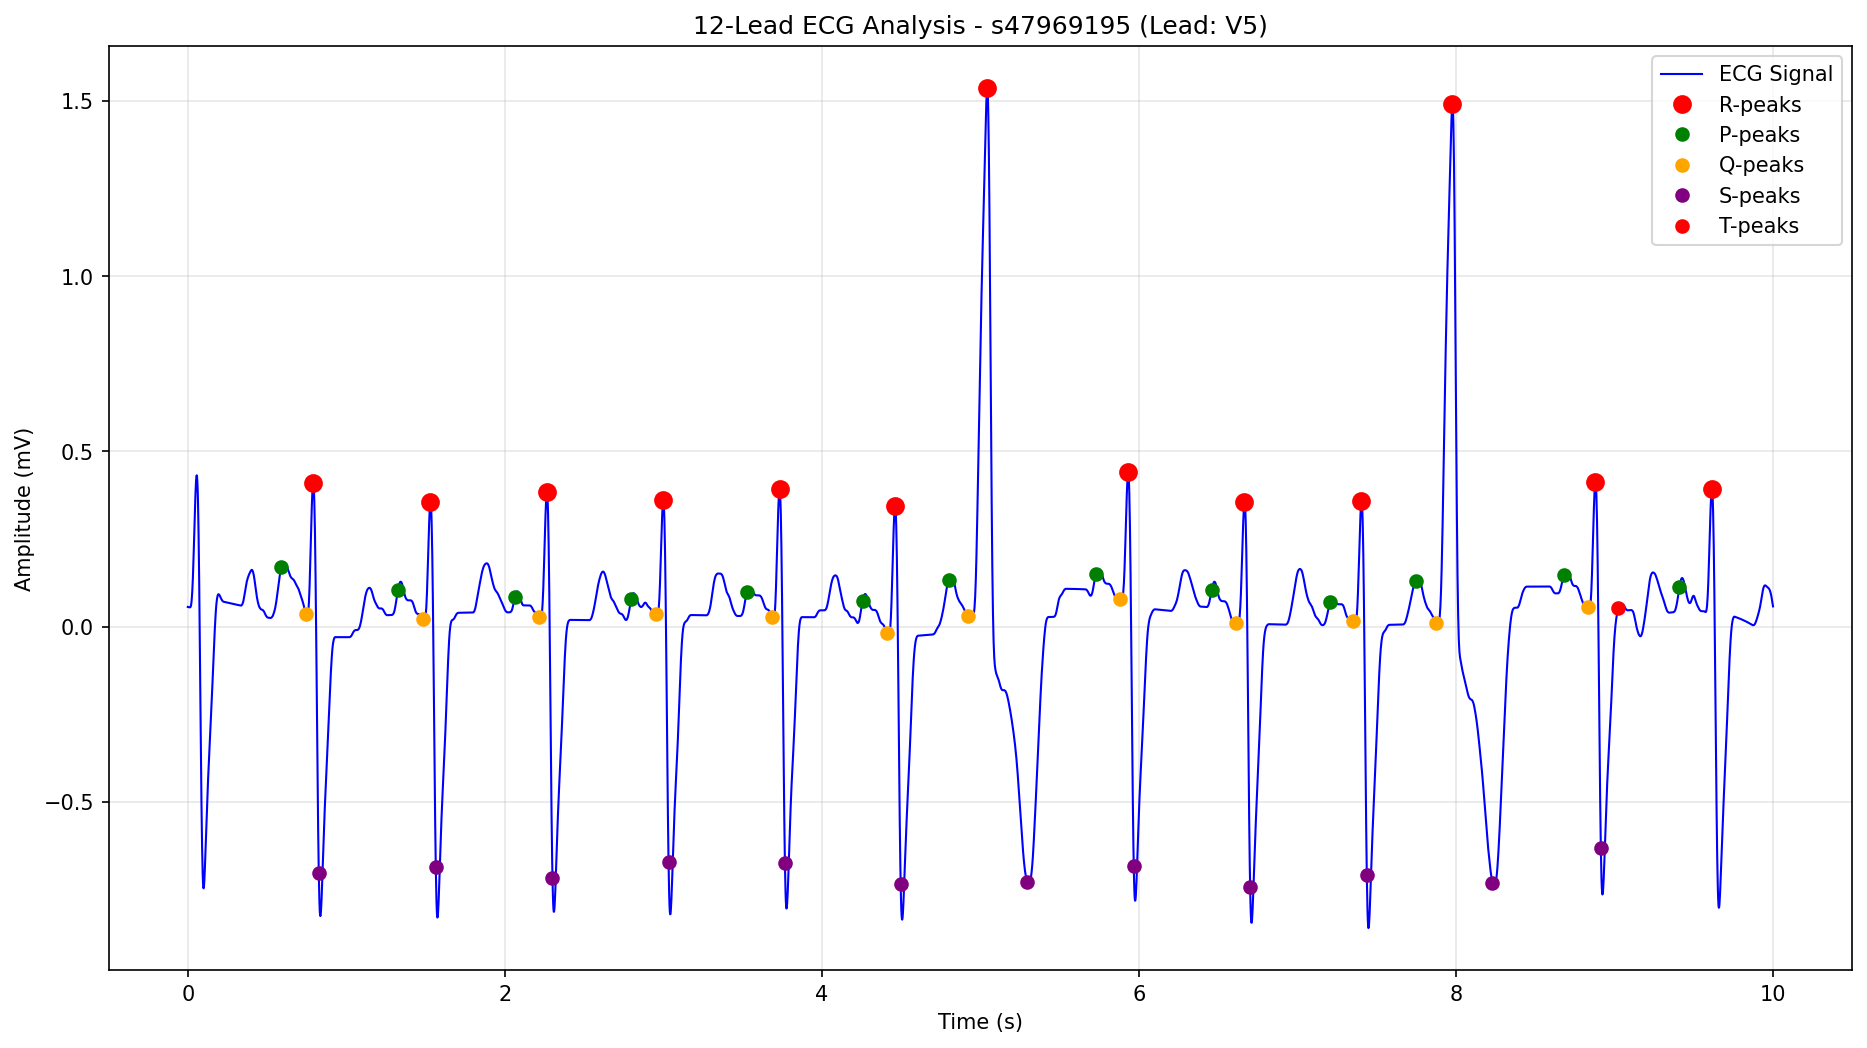 12-Lead ECG Analysis - s47969195 (Lead: V5)
ECG Signal
R-peaks
P-peaks
Q-peaks
S-peaks
T-peaks
Amplitude (mV)
1.5
1.0
0.5
0.0
−0.5
0
2
4
6
8
10
Time (s)